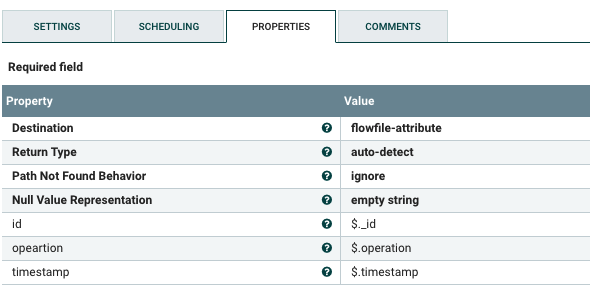 SETTINGS SCHEDULING PROPERTIES COMMENTS
Required field
Property Value
Destination flowfile-attribute
Return Type auto-detect
Path Not Found Behavior ignore
Null Value Representation empty string
id $._id
opeartion $.operation
timestamp $.timestamp